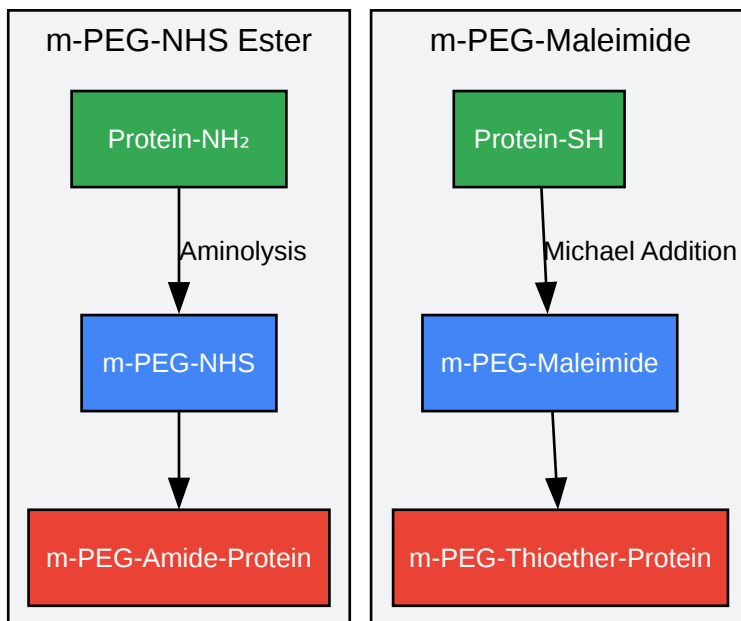 m-PEG-NHS Ester
Protein-NH₂
Aminolysis
m-PEG-NHS
m-PEG-Amide-Protein
m-PEG-Maleimide
Protein-SH
Michael Addition
m-PEG-Maleimide
m-PEG-Thioether-Protein